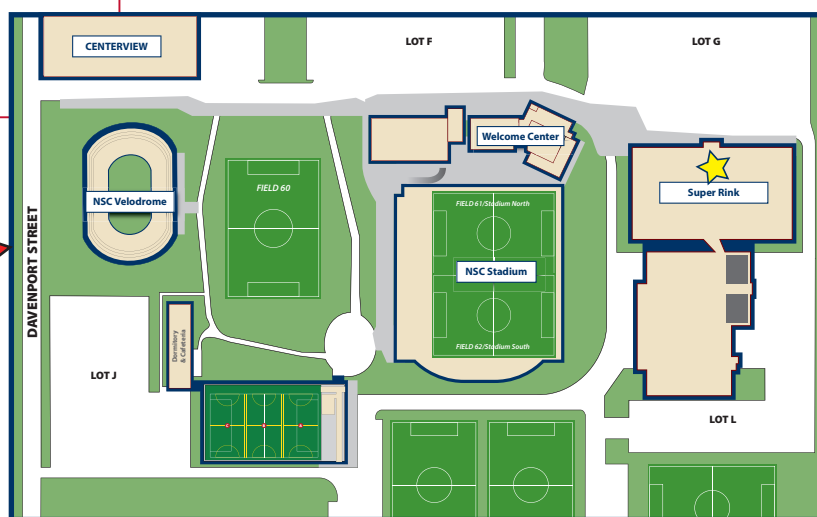 CENTERVIEW
LOT F
LOT G
Welcome Center
Super Rink
FIELD 60
NSC Velodrome
FIELD 61/Stadium North
NSC Stadium
DAVENPORT STREET
Dormitory
& Cafeteria
FIELD 62/Stadium South
LOT J
LOT L